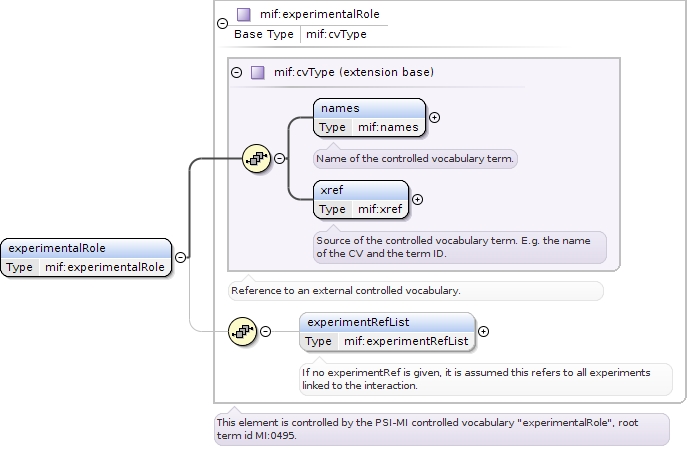 mif:experimentalRole
Base Type mif:cvType
mif:cvType (extension base)
names
Type mif:names
Name of the controlled vocabulary term.
xref
Type mif:xref
Source of the controlled vocabulary term. E.g. the name
of the CV and the term ID.
experimentalRole
Type mif:experimentalRole
Reference to an external controlled vocabulary.
experimentRefList
Type mif:experimentRefList
If no experimentRef is given, it is assumed this refers to all experiments
linked to the interaction.
This element is controlled by the PSI-MI controlled vocabulary "experimentalRole", root
term id MI:0495.